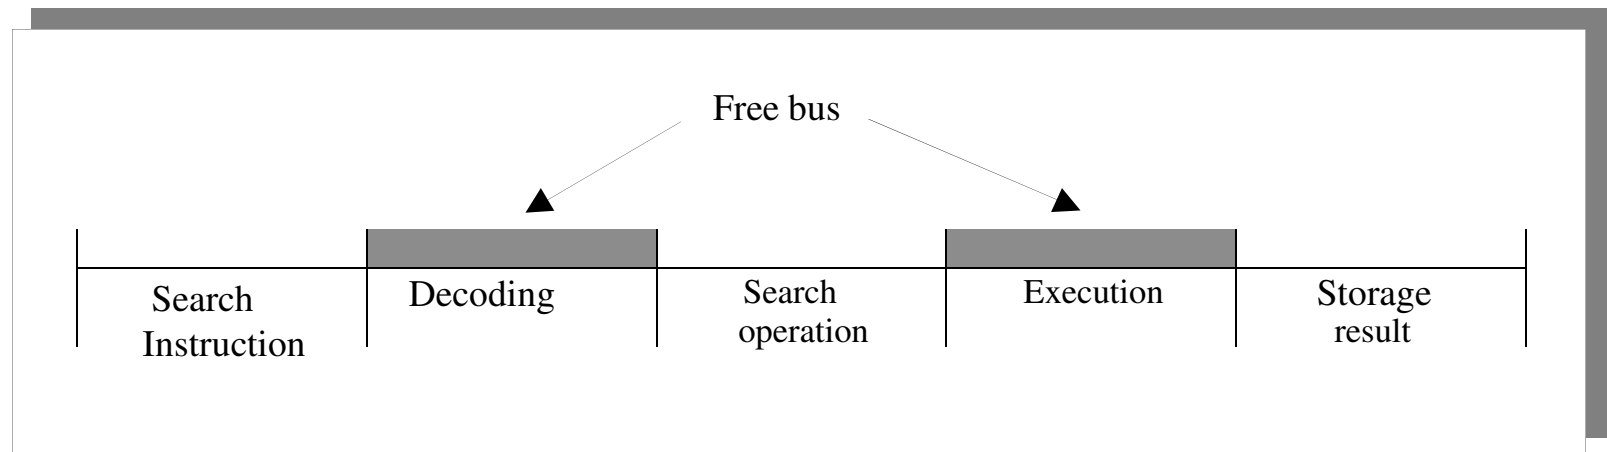 Free bus
Search
Instruction
Decoding
Search
operation
Execution
Storage
result